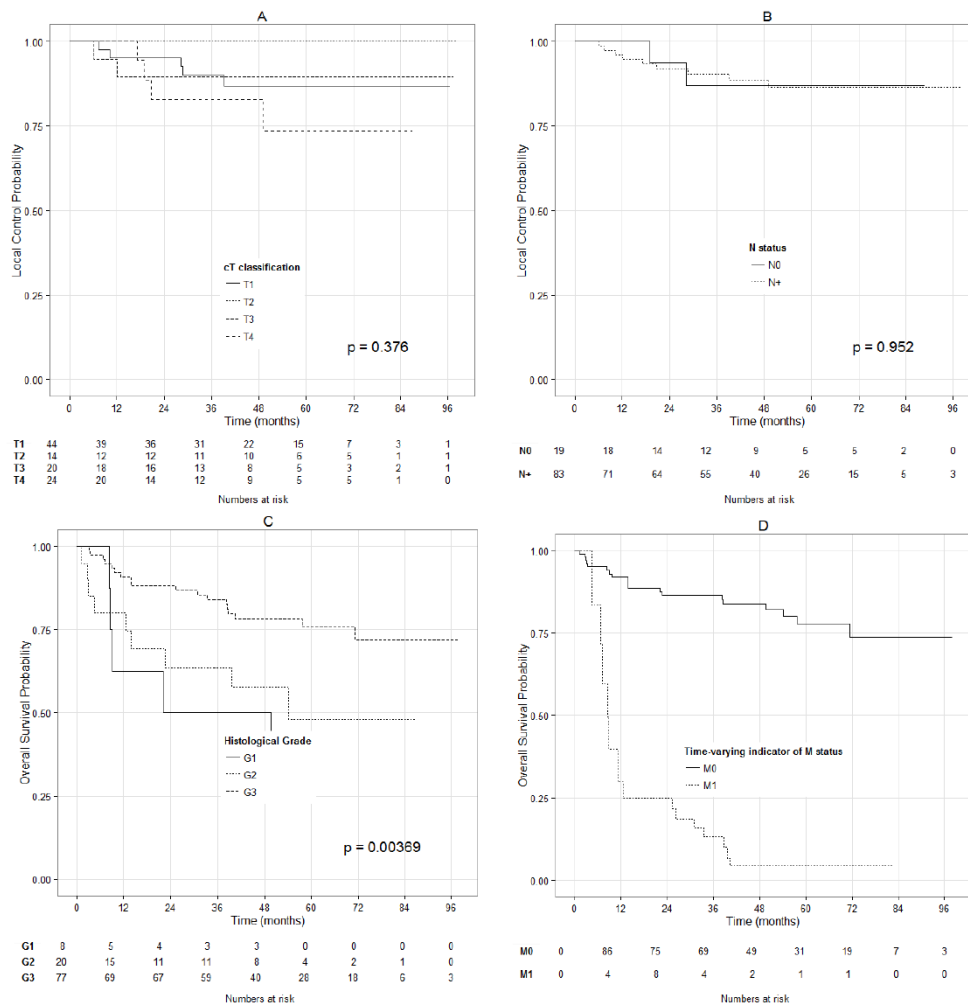 A
Local Control Probability
1.00
0.75
0.50
0.25
0.00
cT classification
T1
T2
T3
T4
p = 0.376
0 12 24 36 48 60 72 84 96
Time (months)
T1 44 39 36 31 22 15 7 3 1
T2 14 12 12 11 10 6 5 1 1
T3 20 18 16 13 8 5 3 2 1
T4 24 20 14 12 9 5 5 1 0
Numbers at risk
B
Local Control Probability
1.00
0.75
0.50
0.25
0.00
N status
N0
N+
p = 0.952
0 12 24 36 48 60 72 84 96
Time (months)
N0 19 18 14 12 9 5 5 2 0
N+ 83 71 64 55 40 26 15 5 3
Numbers at risk
C
Overall Survival Probability
1.00
0.75
0.50
0.25
0.00
Histological Grade
G1
G2
G3
p = 0.00369
0 12 24 36 48 60 72 84 96
Time (months)
G1 8 5 4 3 3 0 0 0 0
G2 20 15 11 11 8 4 2 1 0
G3 77 69 67 59 40 28 18 6 3
Numbers at risk
D
Overall Survival Probability
1.00
0.75
0.50
0.25
0.00
Time-varying indicator of M status
M0
M1
0 12 24 36 48 60 72 84 96
Time (months)
M0 0 86 75 69 49 31 19 7 3
M1 0 4 8 4 2 1 1 0 0
Numbers at risk